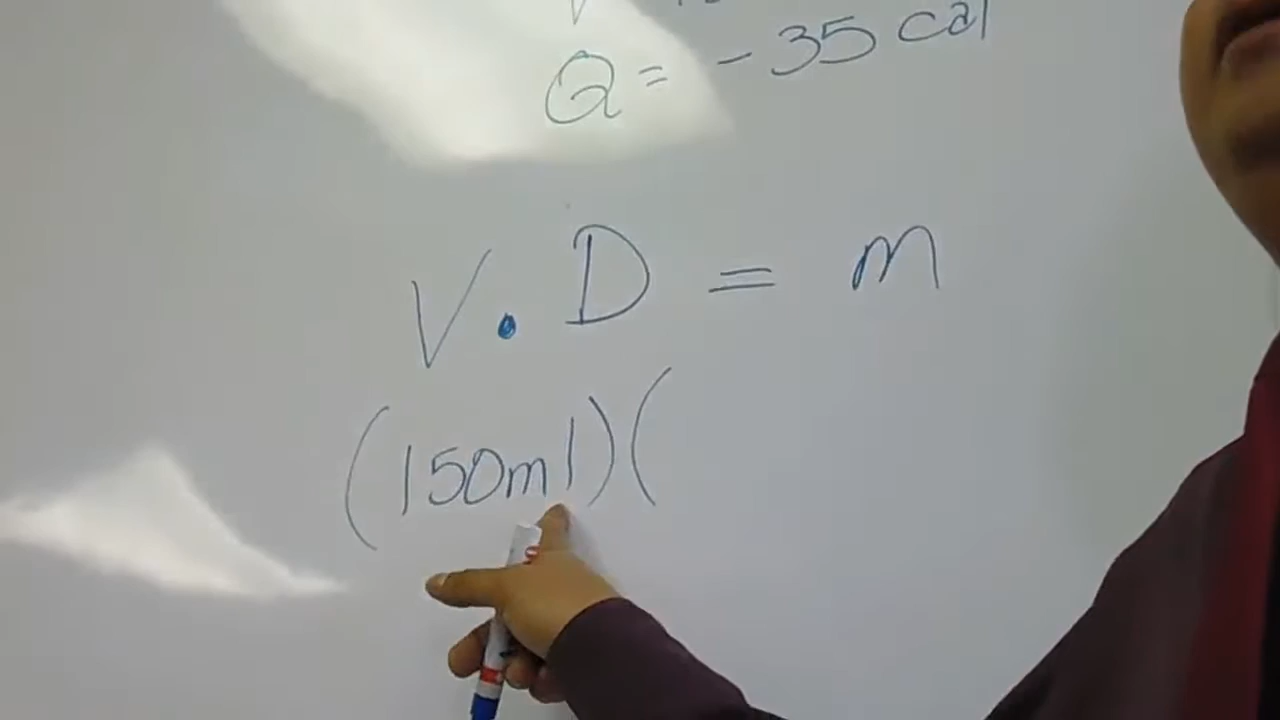 Q = - 35 cal
V . D = m
(150ml)(